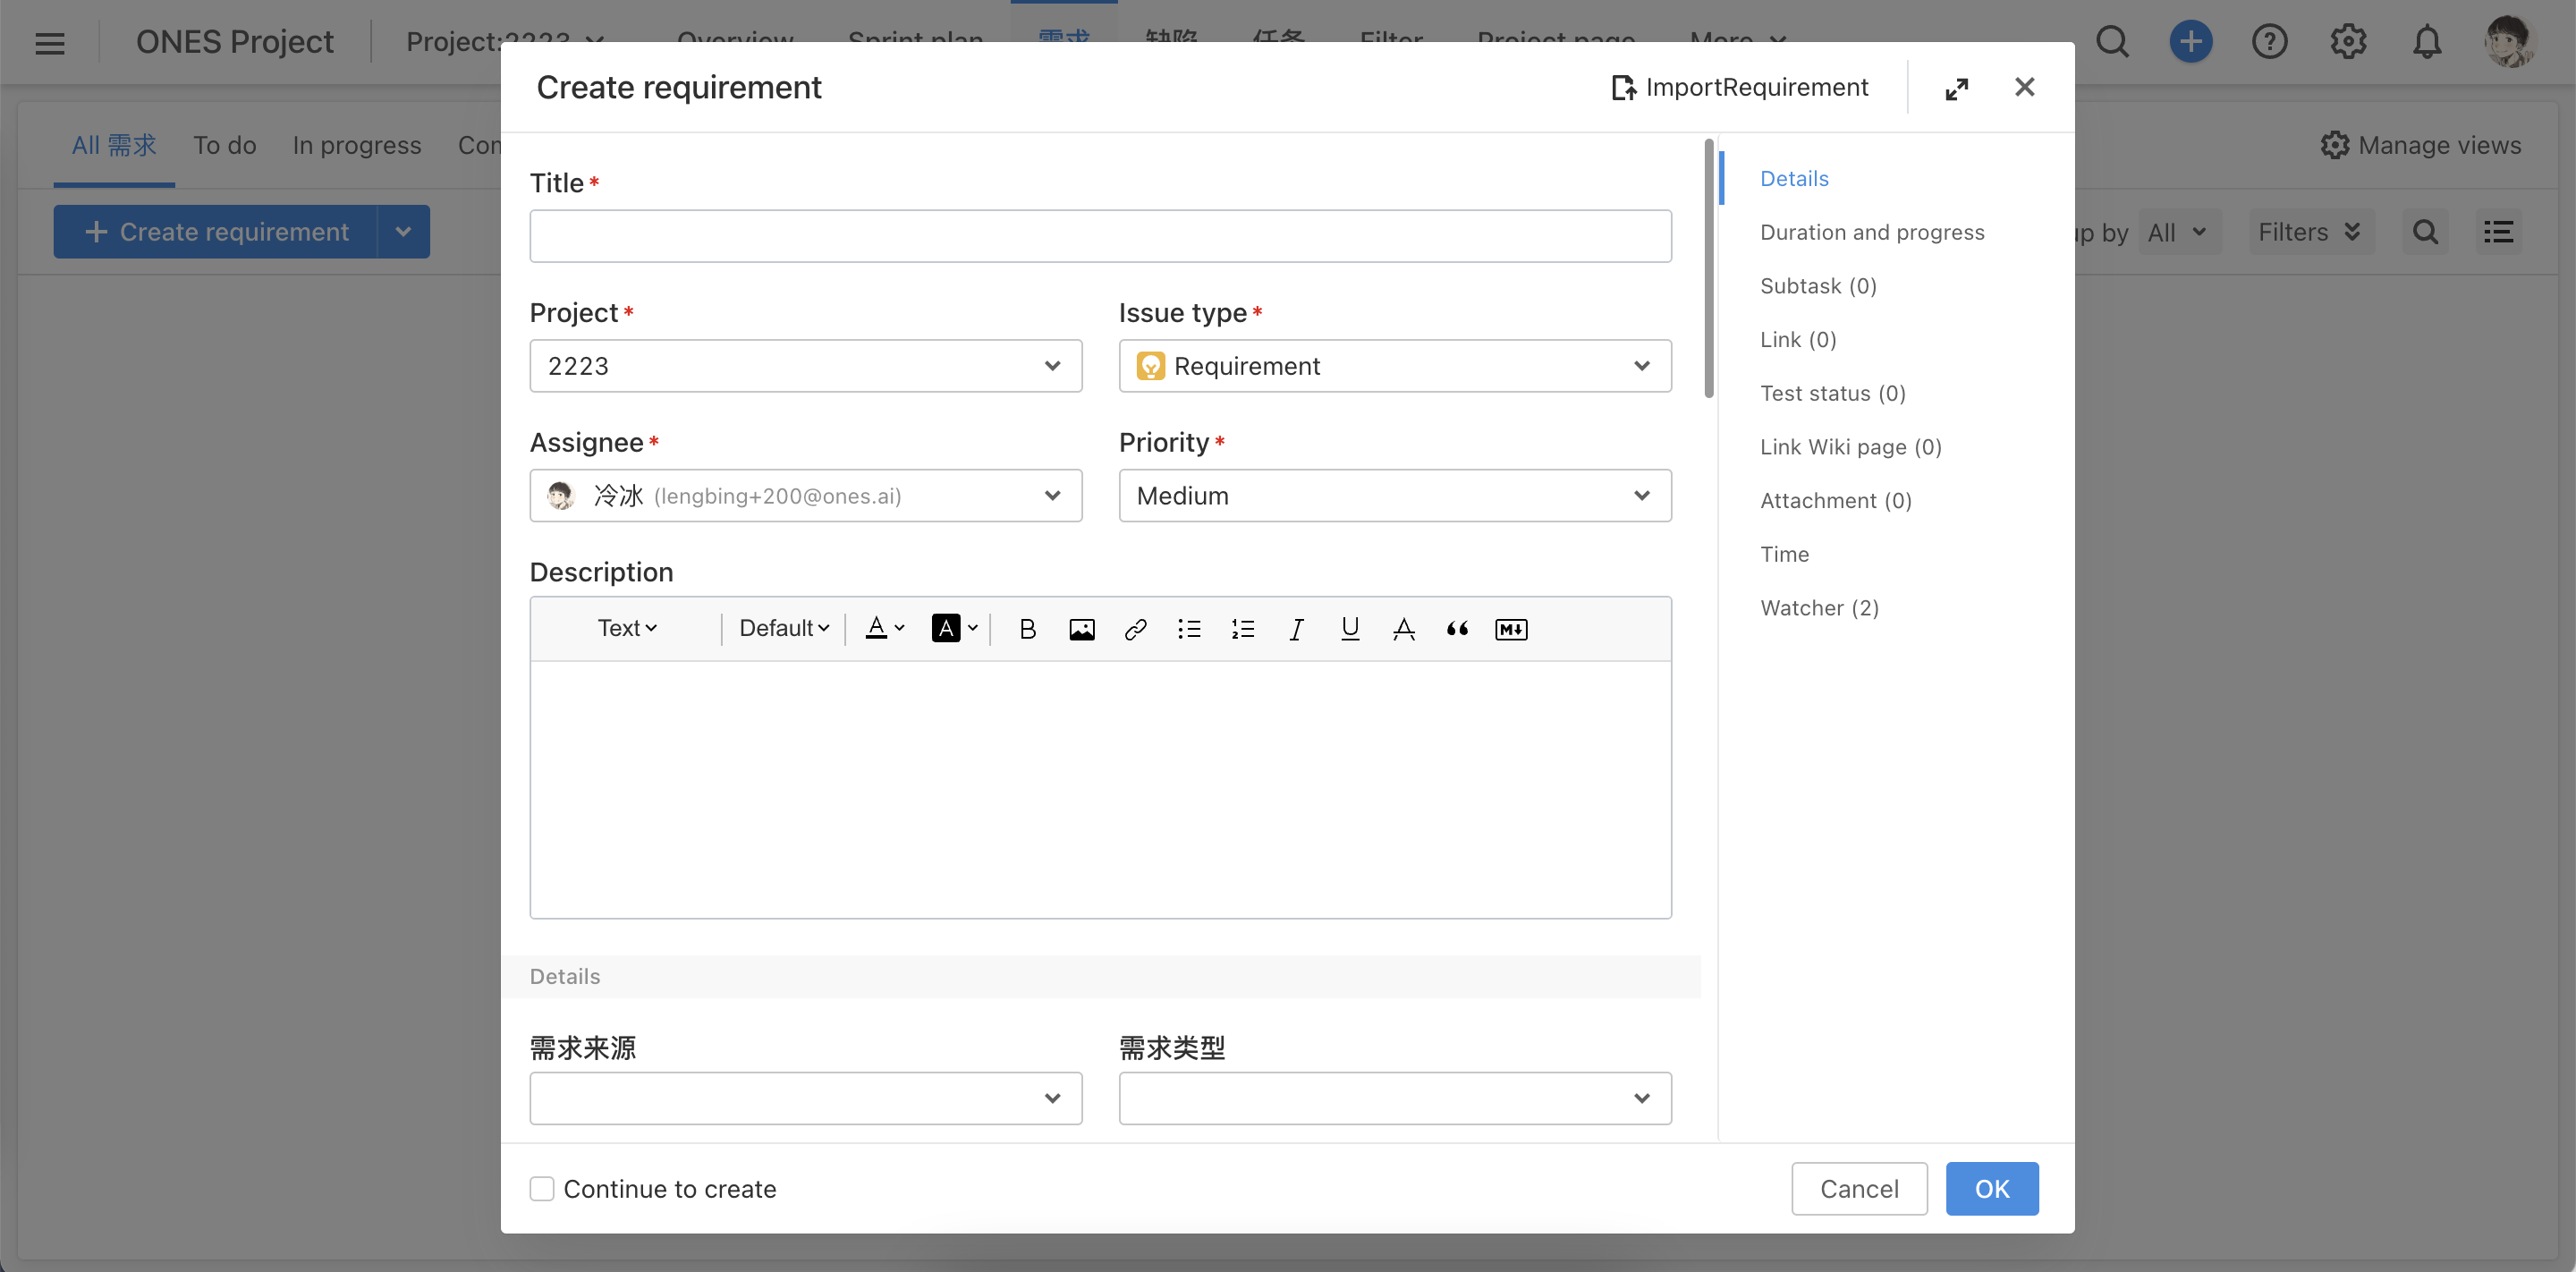 ONES Project
Project:2223
Overview
Sprint plan
需求
缺陷
任务
Filter
Project page
More
All 需求
To do
In progress
Manage views
Create requirement
All
Filters
Create requirement
ImportRequirement
Title *
Project *
Issue type *
2223
Requirement
Assignee *
Priority *
冷冰 (lengbing+200@ones.ai)
Medium
Description
Text
Default
A
A
B
I
U
A
M
Details
需求来源
需求类型
Continue to create
Cancel
OK
Details
Duration and progress
Subtask (0)
Link (0)
Test status (0)
Link Wiki page (0)
Attachment (0)
Time
Watcher (2)